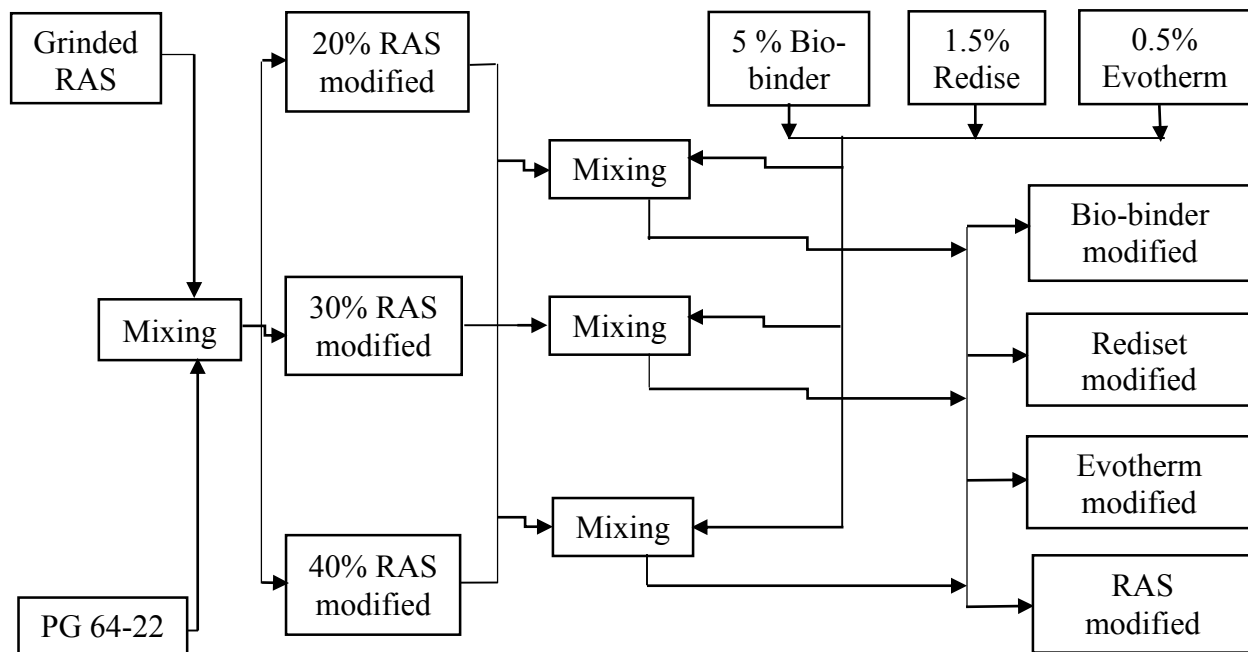 Grinded
RAS
20% RAS
modified
5 % Bio-
binder
1.5%
Redise
0.5%
Evotherm
Mixing
Bio-binder
modified
Mixing
30% RAS
modified
Mixing
Rediset
modified
Evotherm
modified
Mixing
40% RAS
modified
RAS
modified
PG 64-22